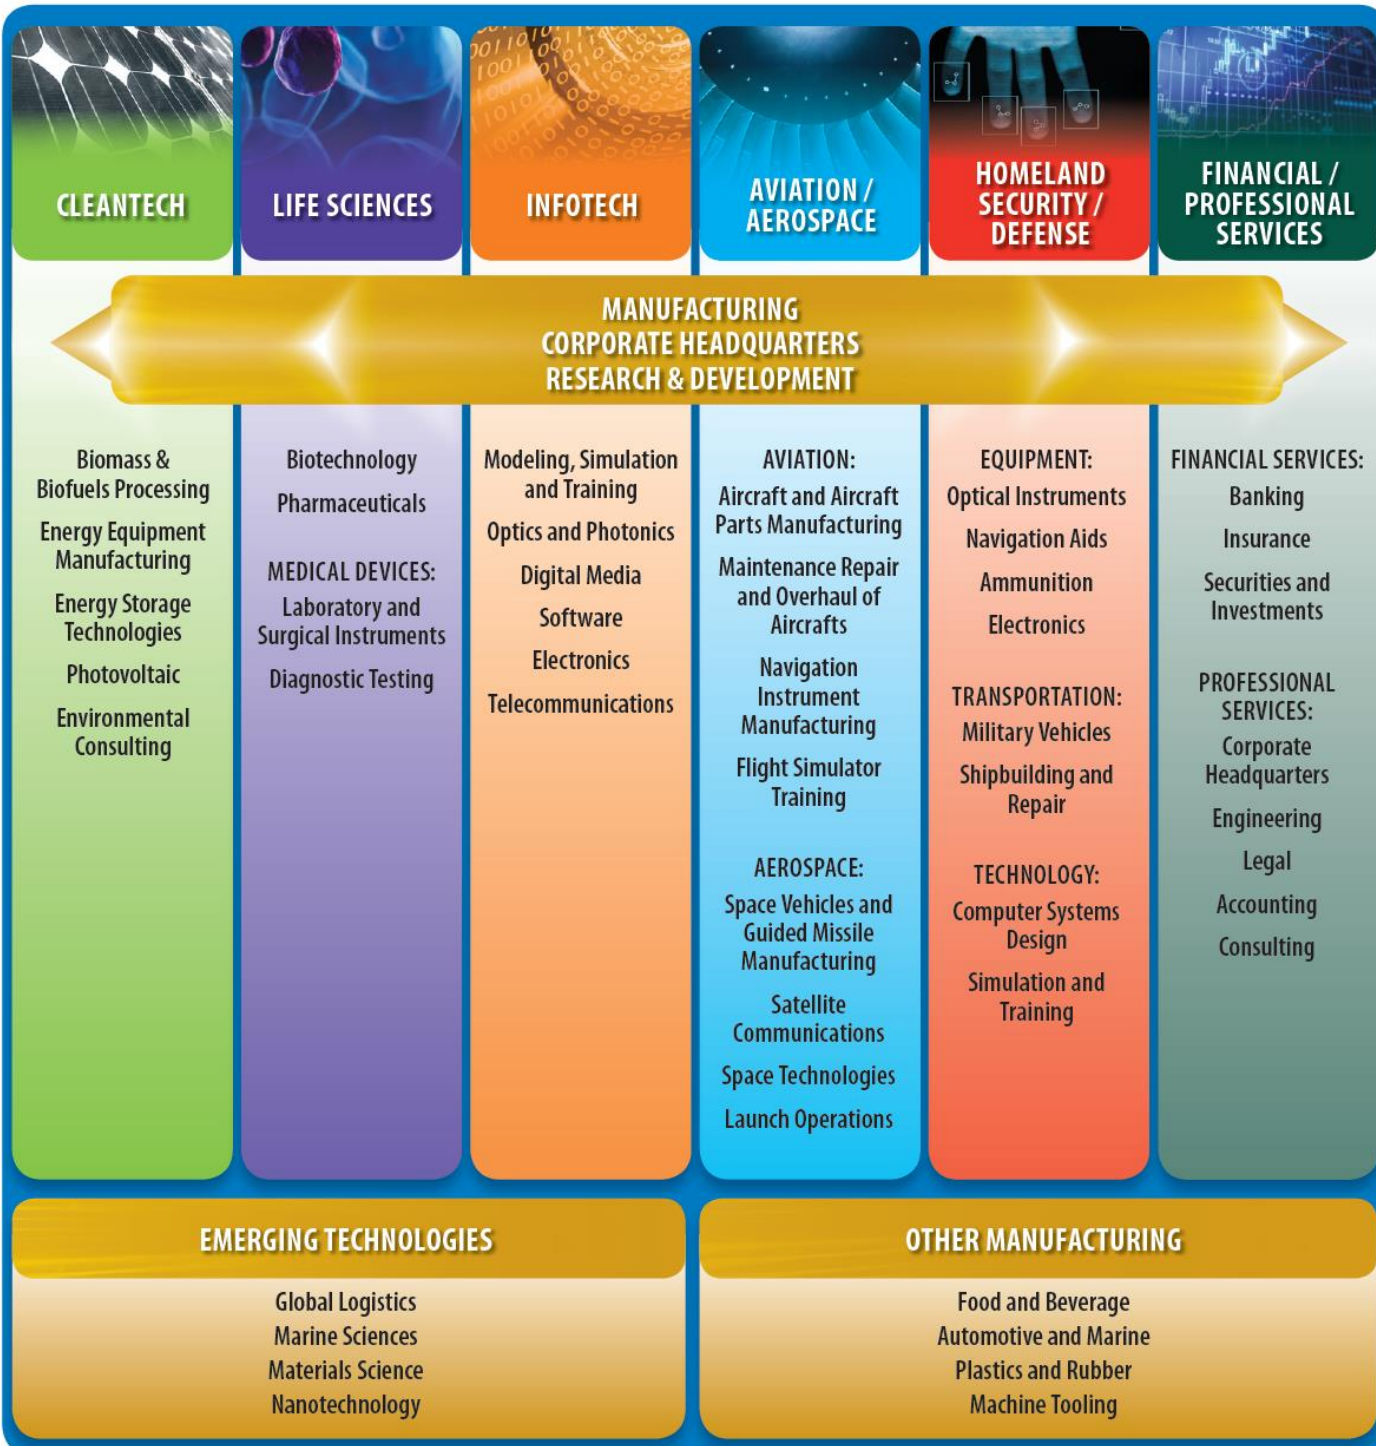 CLEANTECH
LIFE SCIENCES
INFOTECH
AVIATION /
AEROSPACE
HOMELAND
SECURITY /
DEFENSE
FINANCIAL /
PROFESSIONAL
SERVICES
MANUFACTURING
CORPORATE HEADQUARTERS
RESEARCH & DEVELOPMENT
Biomass &
Biofuels Processing
Energy Equipment
Manufacturing
Energy Storage
Technologies
Photovoltaic
Environmental
Consulting
Biotechnology
Pharmaceuticals
MEDICAL DEVICES:
Laboratory and
Surgical Instruments
Diagnostic Testing
Modeling, Simulation
and Training
Optics and Photonics
Digital Media
Software
Electronics
Telecommunications
AVIATION:
Aircraft and Aircraft
Parts Manufacturing
Maintenance Repair
and Overhaul of
Aircrafts
Navigation
Instrument
Manufacturing
Flight Simulator
Training
AEROSPACE:
Space Vehicles and
Guided Missile
Manufacturing
Satellite
Communications
Space Technologies
Launch Operations
EQUIPMENT:
Optical Instruments
Navigation Aids
Ammunition
Electronics
TRANSPORTATION:
Military Vehicles
Shipbuilding and
Repair
TECHNOLOGY:
Computer Systems
Design
Simulation and
Training
FINANCIAL SERVICES:
Banking
Insurance
Securities and
Investments
PROFESSIONAL
SERVICES:
Corporate
Headquarters
Engineering
Legal
Accounting
Consulting
EMERGING TECHNOLOGIES
Global Logistics
Marine Sciences
Materials Science
Nanotechnology
OTHER MANUFACTURING
Food and Beverage
Automotive and Marine
Plastics and Rubber
Machine Tooling